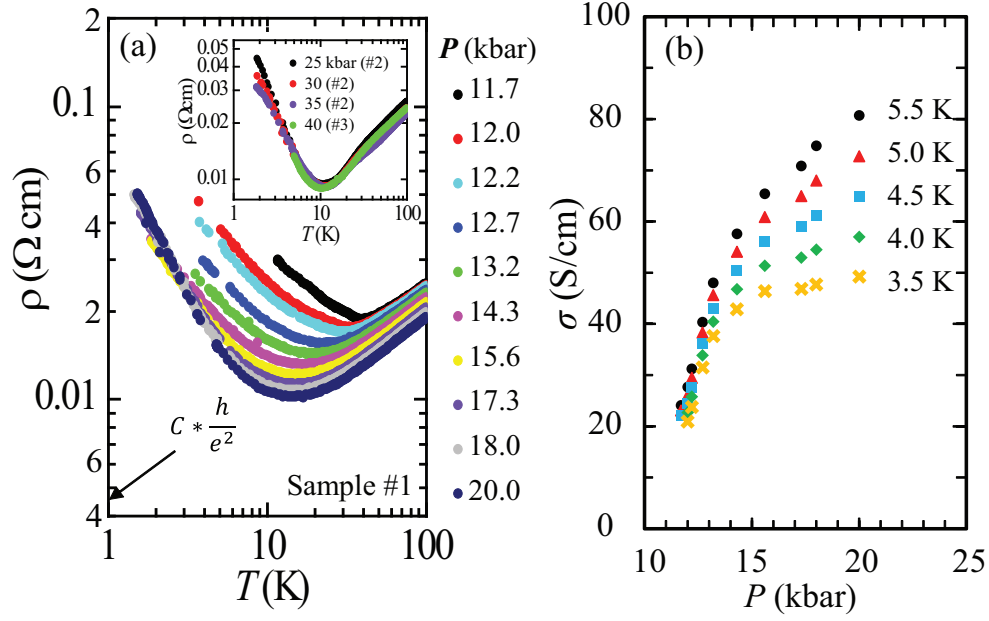 (a)
2
0.1
8
6
4
2
0.01
8
6
4
ρ (Ω cm)
1
10
100
T (K)
C * h/e²
Sample #1
0.05
0.04
0.03
0.02
0.01
ρ (Ω cm)
1
10
100
T (K)
25 kbar (#2)
30 (#2)
35 (#2)
40 (#3)
P (kbar)
11.7
12.0
12.2
12.7
13.2
14.3
15.6
17.3
18.0
20.0
(b)
100
80
60
40
20
0
σ (S/cm)
10
15
20
25
P (kbar)
5.5 K
5.0 K
4.5 K
4.0 K
3.5 K